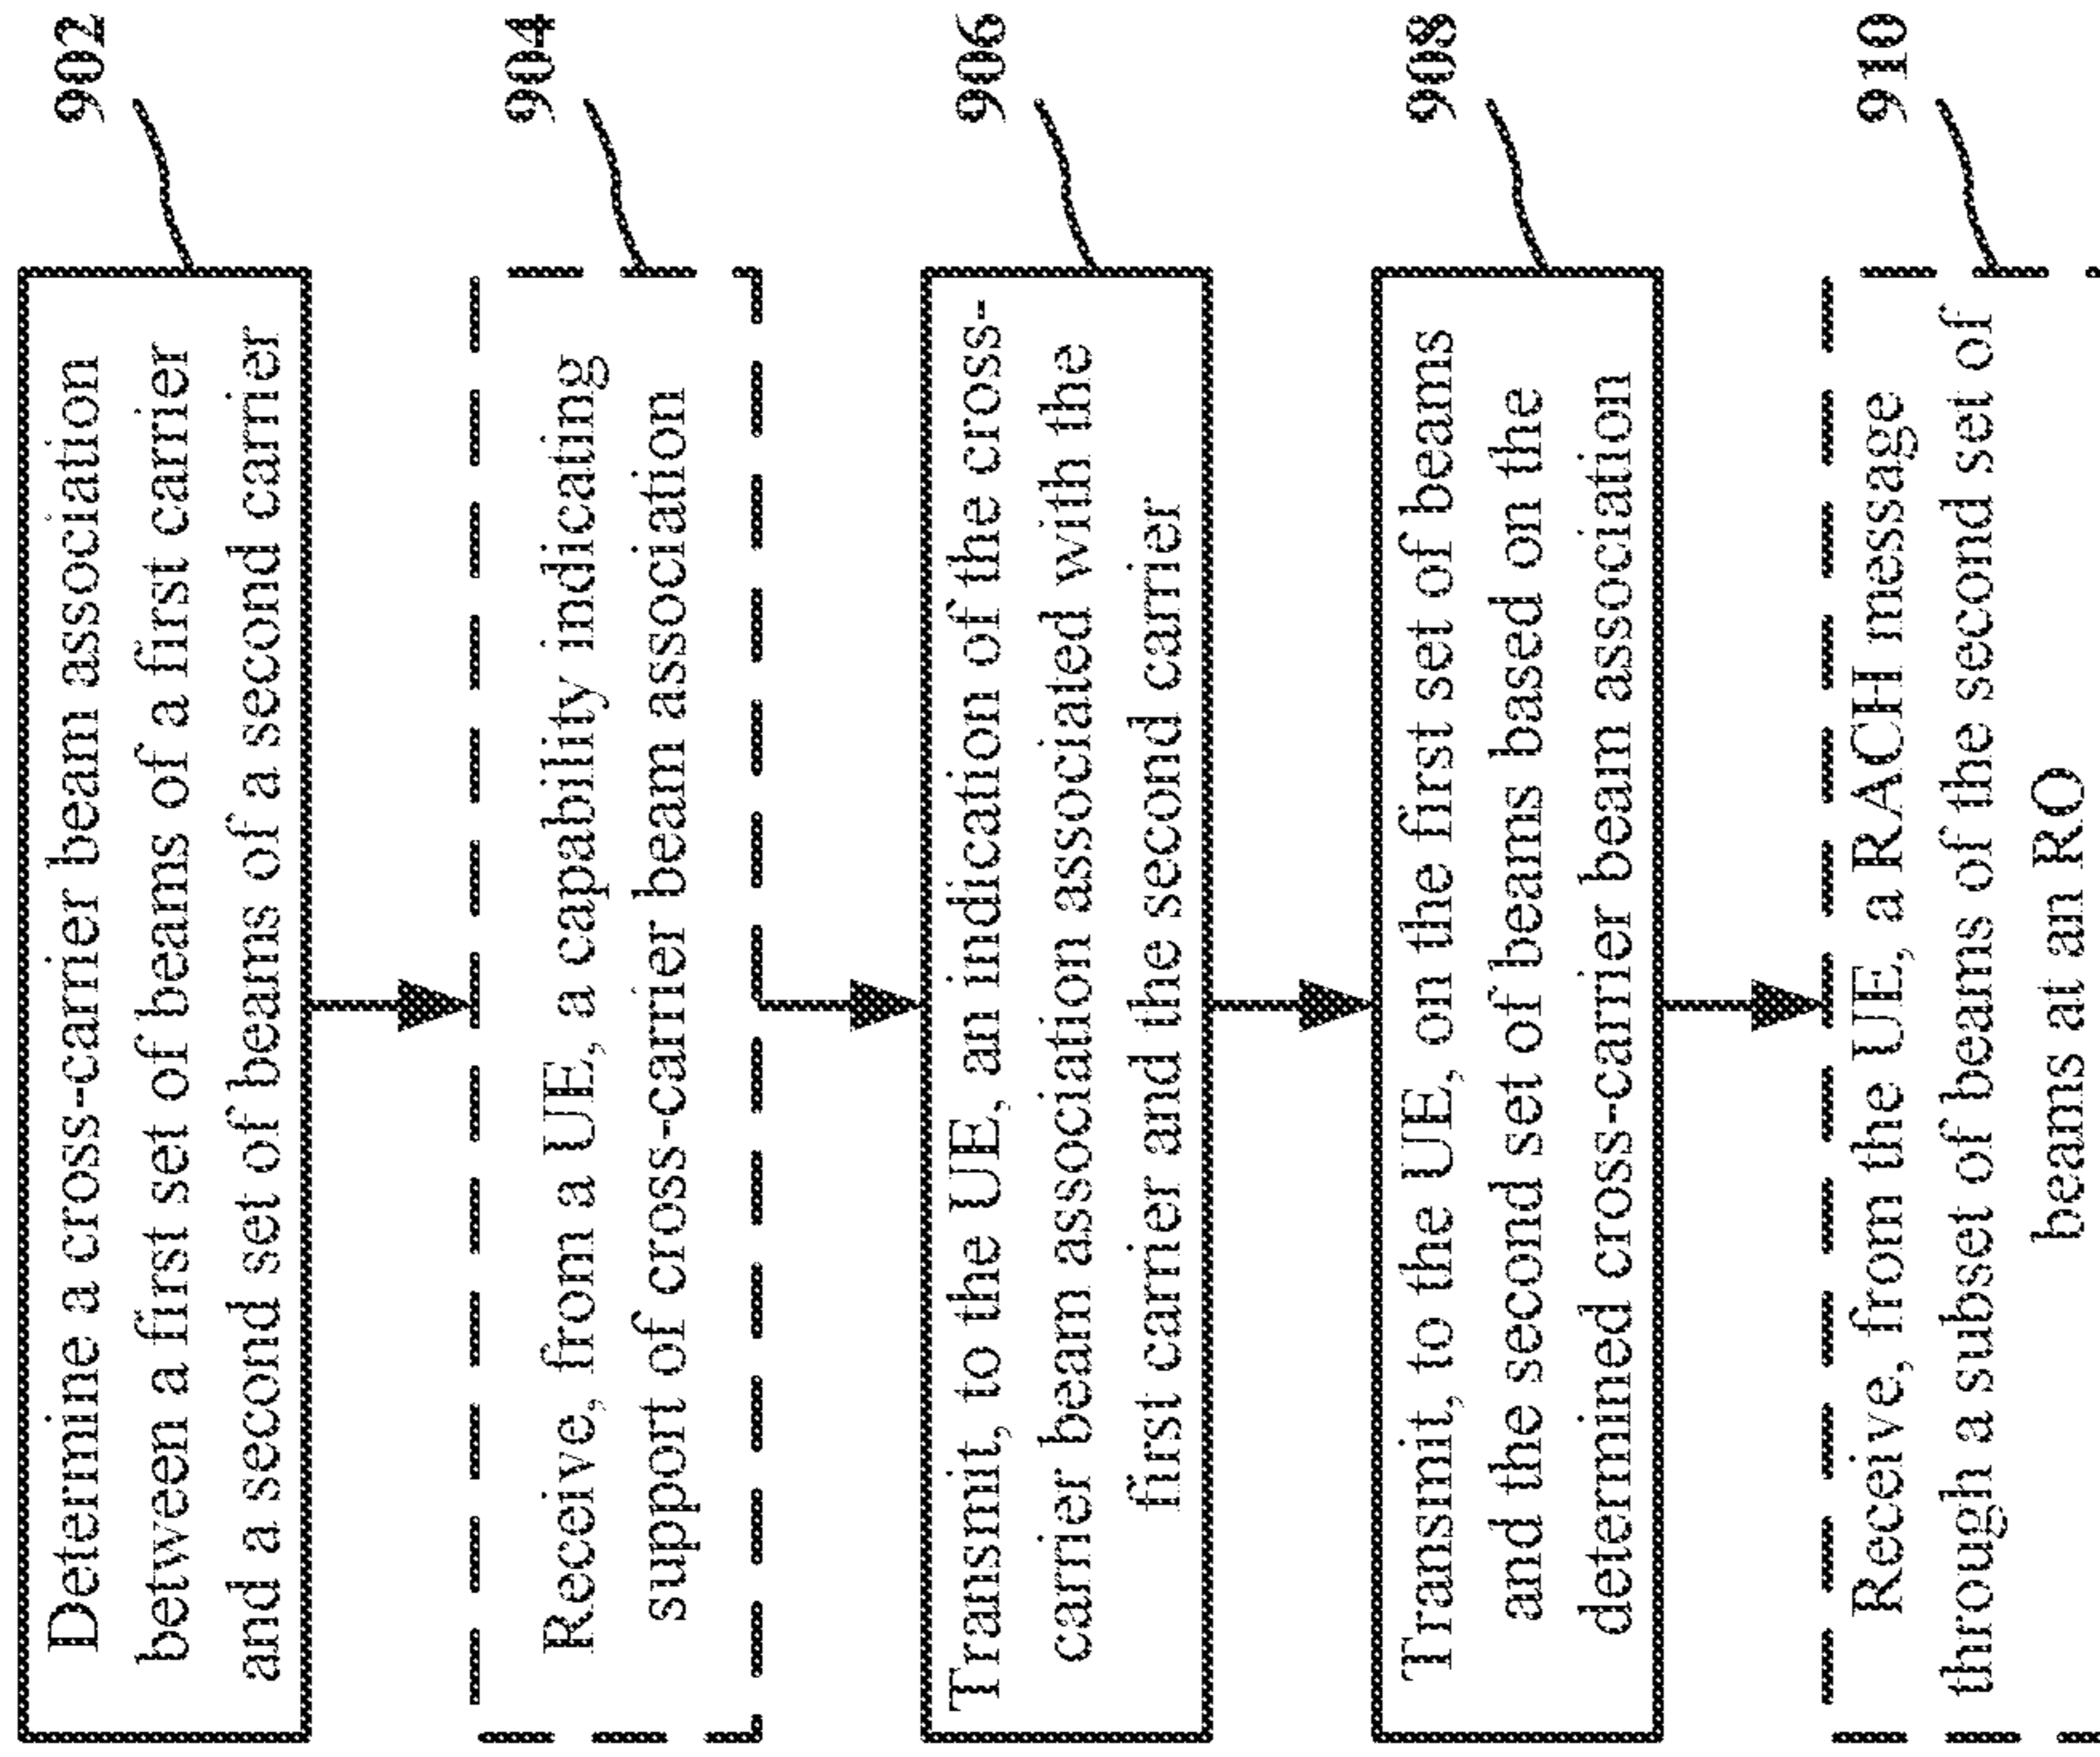 902
Determine a cross-carrier beam association
between a first set of beams of a first carrier
and a second set of beams of a second carrier
904
Receive, from a UE, a capability indicating
support of cross-carrier beam association
906
Transmit, to the UE, an indication of the cross-
carrier beam association associated with the
first carrier and the second carrier
908
Transmit, to the UE, on the first set of beams
and the second set of beams based on the
determined cross-carrier beam association
910
Receive, from the UE, a RACH message
through a subset of beams of the second set of
beams at an RO